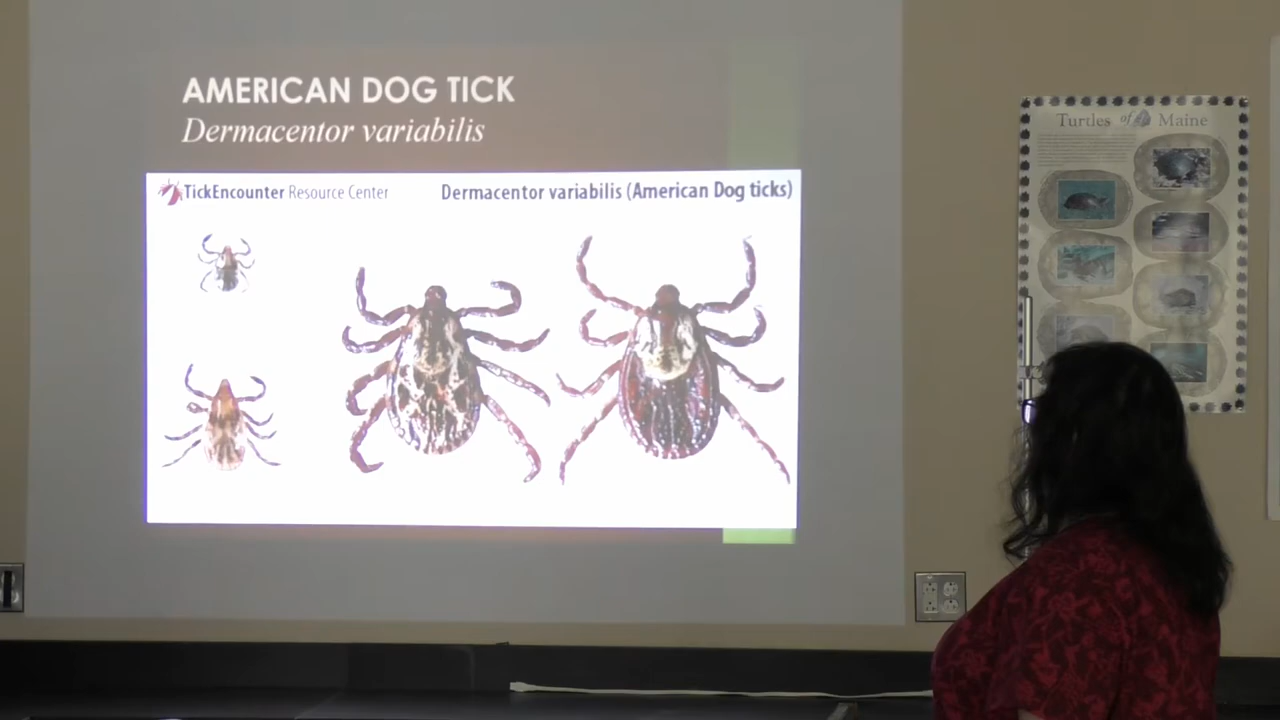 AMERICAN DOG TICK
Dermacentor variabilis
TickEncounter Resource Center
Dermacentor variabilis (American Dog ticks)
Turtles of Maine